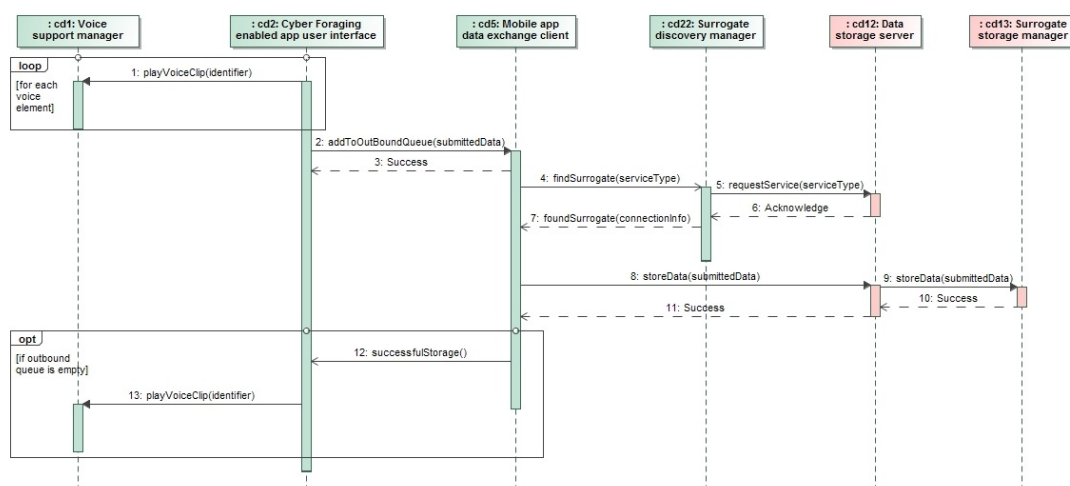 : cd1: Voice
support manager
: cd2: Cyber Foraging
enabled app user interface
: cd5: Mobile app
data exchange client
: cd22: Surrogate
discovery manager
: cd12: Data
storage server
: cd13: Surrogate
storage manager
loop
[for each
voice
element]
1: playVoiceClip(identifier)
2: addToOutBoundQueue(submittedData)
3: Success
4: findSurrogate(serviceType)
5: requestService(serviceType)
6: Acknowledge
7: foundSurrogate(connectionInfo)
8: storeData(submittedData)
9: storeData(submittedData)
10: Success
11: Success
opt
[if outbound
queue is empty]
12: successfulStorage()
13: playVoiceClip(identifier)